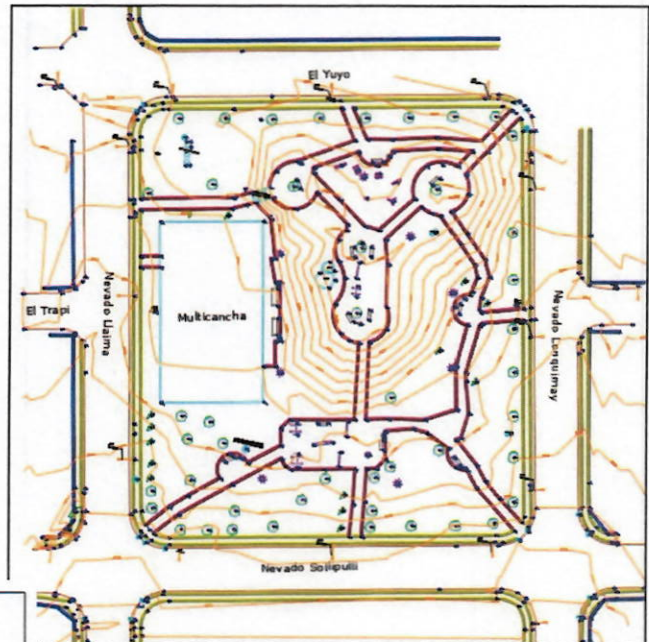 El Yuyo
El Trapi
Nevado Llaima
Multicancha
Nevado Lonquimay
Nevado Sollipulli